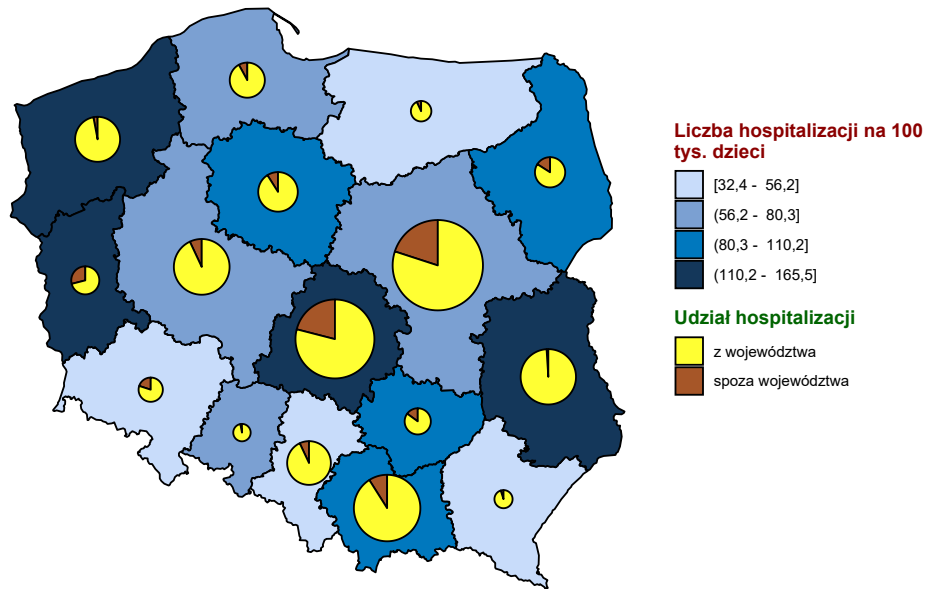 Liczba hospitalizacji na 100
tys. dzieci
[32,4 - 56,2]
(56,2 - 80,3]
(80,3 - 110,2]
(110,2 - 165,5]
Udział hospitalizacji
z województwa
spoza województwa